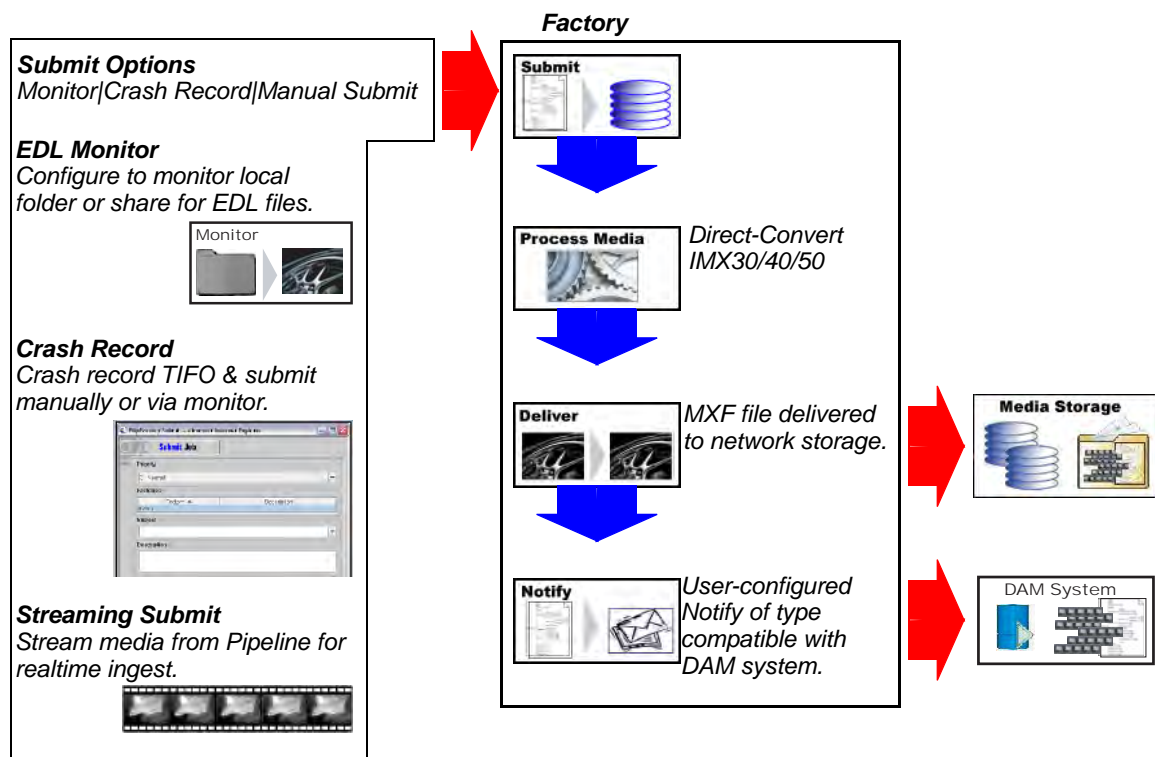 Factory
Submit Options
Monitor|Crash Record|Manual Submit
EDL Monitor
Configure to monitor local
folder or share for EDL files.
Monitor
Crash Record
Crash record TIFO & submit
manually or via monitor.
Submit Job
Priority
Description
Streaming Submit
Stream media from Pipeline for
realtime ingest.
Submit
Process Media
Direct-Convert
IMX30/40/50
Deliver
MXF file delivered
to network storage.
Media Storage
Notify
User-configured
Notify of type
compatible with
DAM system.
DAM System